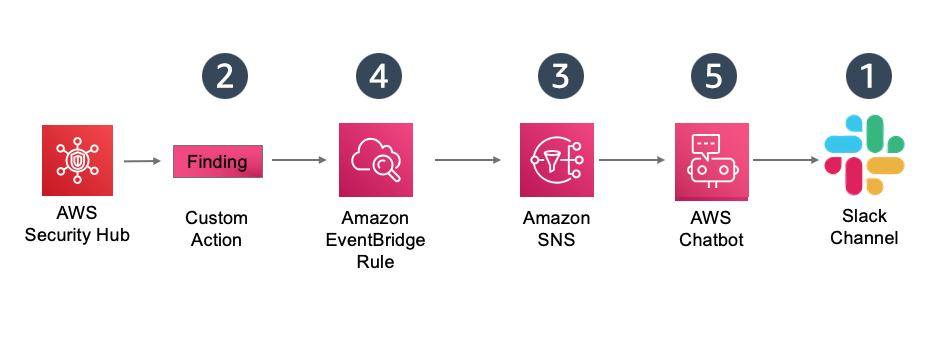 2
4
3
5
1
Finding
AWS
Security Hub
Custom
Action
Amazon
EventBridge
Rule
Amazon
SNS
AWS
Chatbot
Slack
Channel